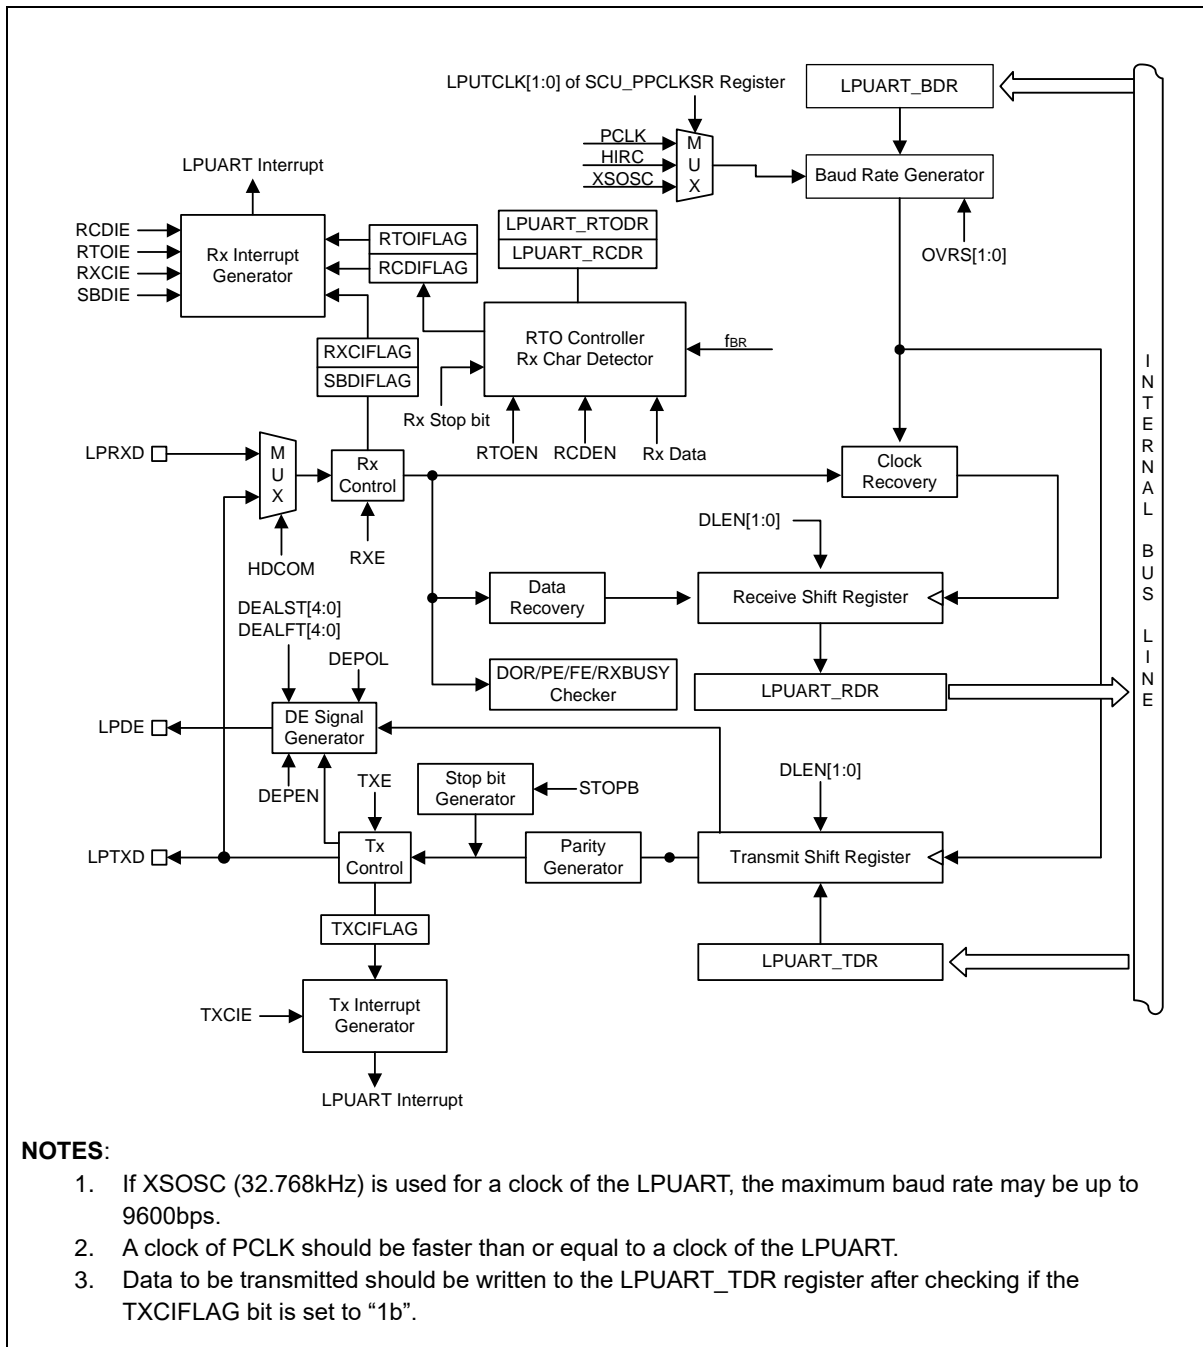 LPUTCLK[1:0] of SCU_PPCLKSR Register
LPUART_BDR
PCLK
HIRC
XSOSC
M
U
X
Baud Rate Generator
OVRS[1:0]
LPUART Interrupt
RCDIE
RTOIE
RXCIE
SBDIE
Rx Interrupt
Generator
RTOIFLAG
RCDIFLAG
LPUART_RTODR
LPUART_RCDR
RTO Controller
Rx Char Detector
fBR
RXCIFLAG
SBDIFLAG
Rx Stop bit
RTOEN
RCDEN
Rx Data
LPRXD
M
U
X
Rx
Control
Clock
Recovery
HDCOM
RXE
DLEN[1:0]
Data
Recovery
Receive Shift Register
DEALST[4:0]
DEALFT[4:0]
DEPOL
DOR/PE/FE/RXBUSY
Checker
LPUART_RDR
LPDE
DE Signal
Generator
DEPEN
TXE
Stop bit
Generator
STOPB
DLEN[1:0]
LPTXD
Tx
Control
Parity
Generator
Transmit Shift Register
TXCIFLAG
LPUART_TDR
TXCIE
Tx Interrupt
Generator
LPUART Interrupt
I
N
T
E
R
N
A
L
B
U
S
L
I
N
E
NOTES:
1. If XSOSC (32.768kHz) is used for a clock of the LPUART, the maximum baud rate may be up to
9600bps.
2. A clock of PCLK should be faster than or equal to a clock of the LPUART.
3. Data to be transmitted should be written to the LPUART_TDR register after checking if the
TXCIFLAG bit is set to “1b”.